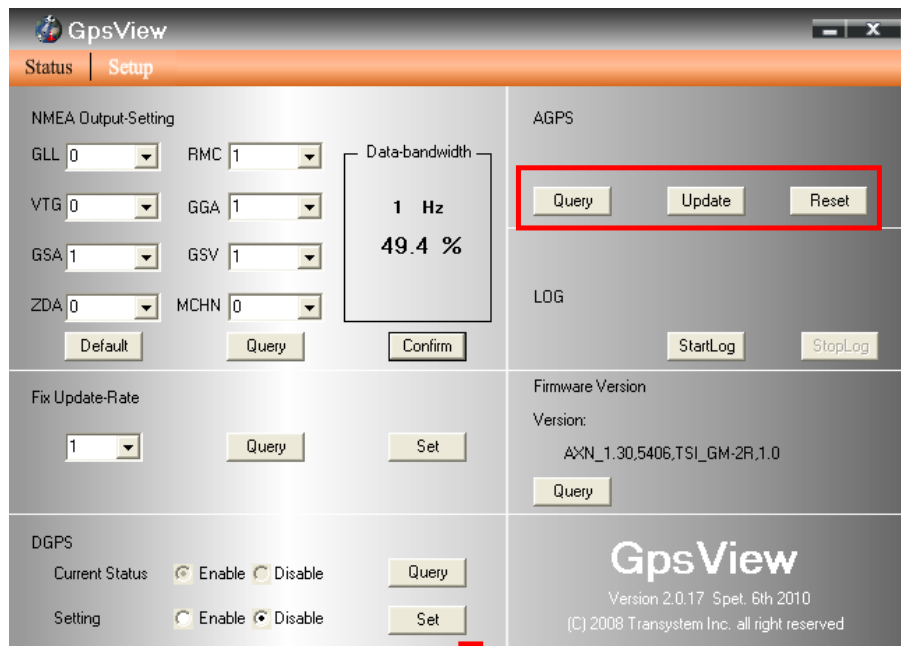 GpsView
Status Setup
NMEA Output-Setting
GLL 0 RMC 1
VTG 0 GGA 1
GSA 1 GSV 1
ZDA 0 MCHN 0
Data-bandwidth
1 Hz
49.4 %
Default Query Confirm
Fix Update-Rate
1 Query Set
DGPS
Current Status Enable Disable Query
Setting Enable Disable Set
AGPS
Query Update Reset
LOG
StartLog StopLog
Firmware Version
Version:
AXN_1.30,5406,TSI_GM-2R,1.0
Query
GpsView
Version 2.0.17 Spet. 6th 2010
(C) 2008 Transystem Inc. all right reserved